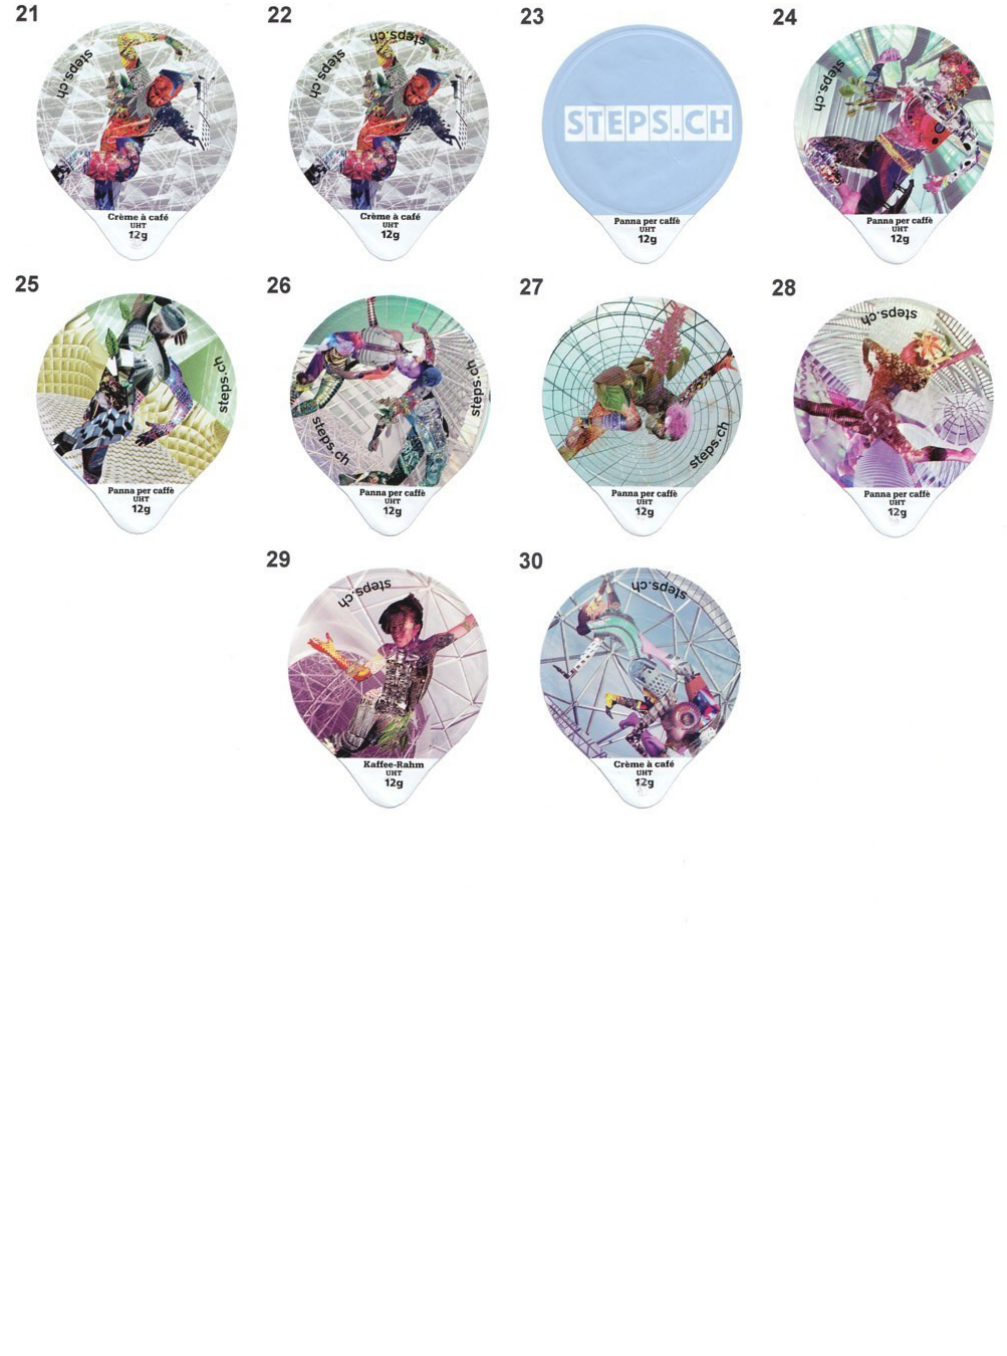 21
steps.ch
Crème à café
UHT
12g
22
steps.ch
steps.ch
Crème à café
UHT
12g
23
STEPS.CH
Panna per caffè
UHT
12g
24
steps.ch
Panna per caffè
UHT
12g
25
steps.ch
Panna per caffè
UHT
12g
26
steps.ch
steps.ch
Panna per caffè
UHT
12g
27
steps.ch
Panna per caffè
UHT
12g
28
steps.ch
Panna per caffè
UHT
12g
29
steps.ch
Kaffee-Rahm
UHT
12g
30
steps.ch
Crème à café
UHT
12g